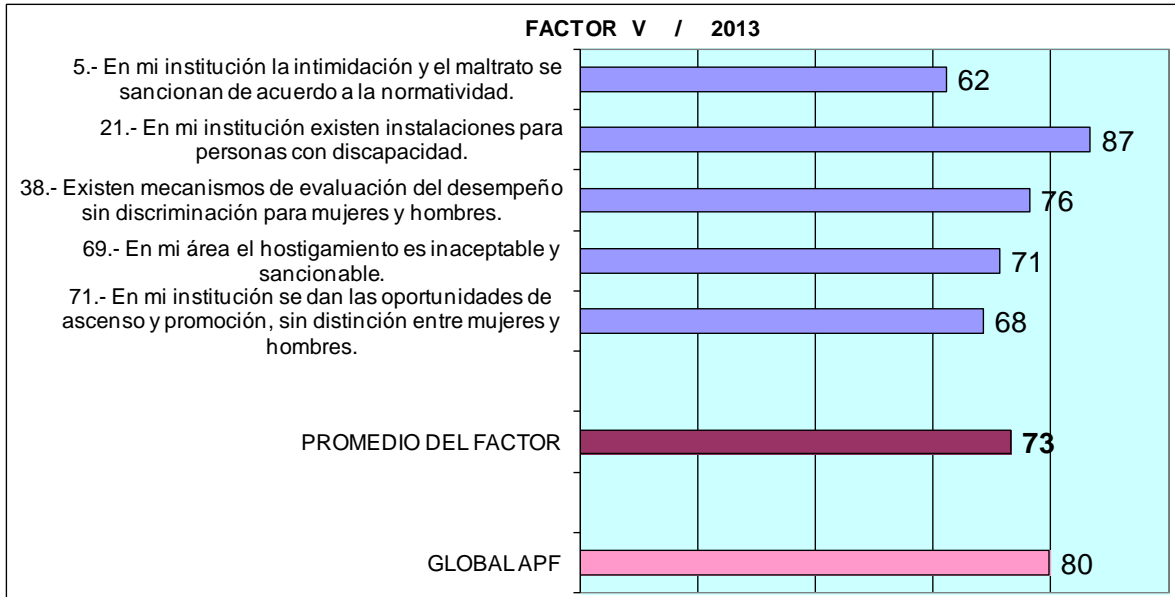 FACTOR V / 2013
5.- En mi institución la intimidación y el maltrato se
sancionan de acuerdo a la normatividad.
62
21.- En mi institución existen instalaciones para
personas con discapacidad.
87
38.- Existen mecanismos de evaluación del desempeño
sin discriminación para mujeres y hombres.
76
69.- En mi área el hostigamiento es inaceptable y
sancionable.
71
71.- En mi institución se dan las oportunidades de
ascenso y promoción, sin distinción entre mujeres y
hombres.
68
PROMEDIO DEL FACTOR
73
GLOBAL APF
80